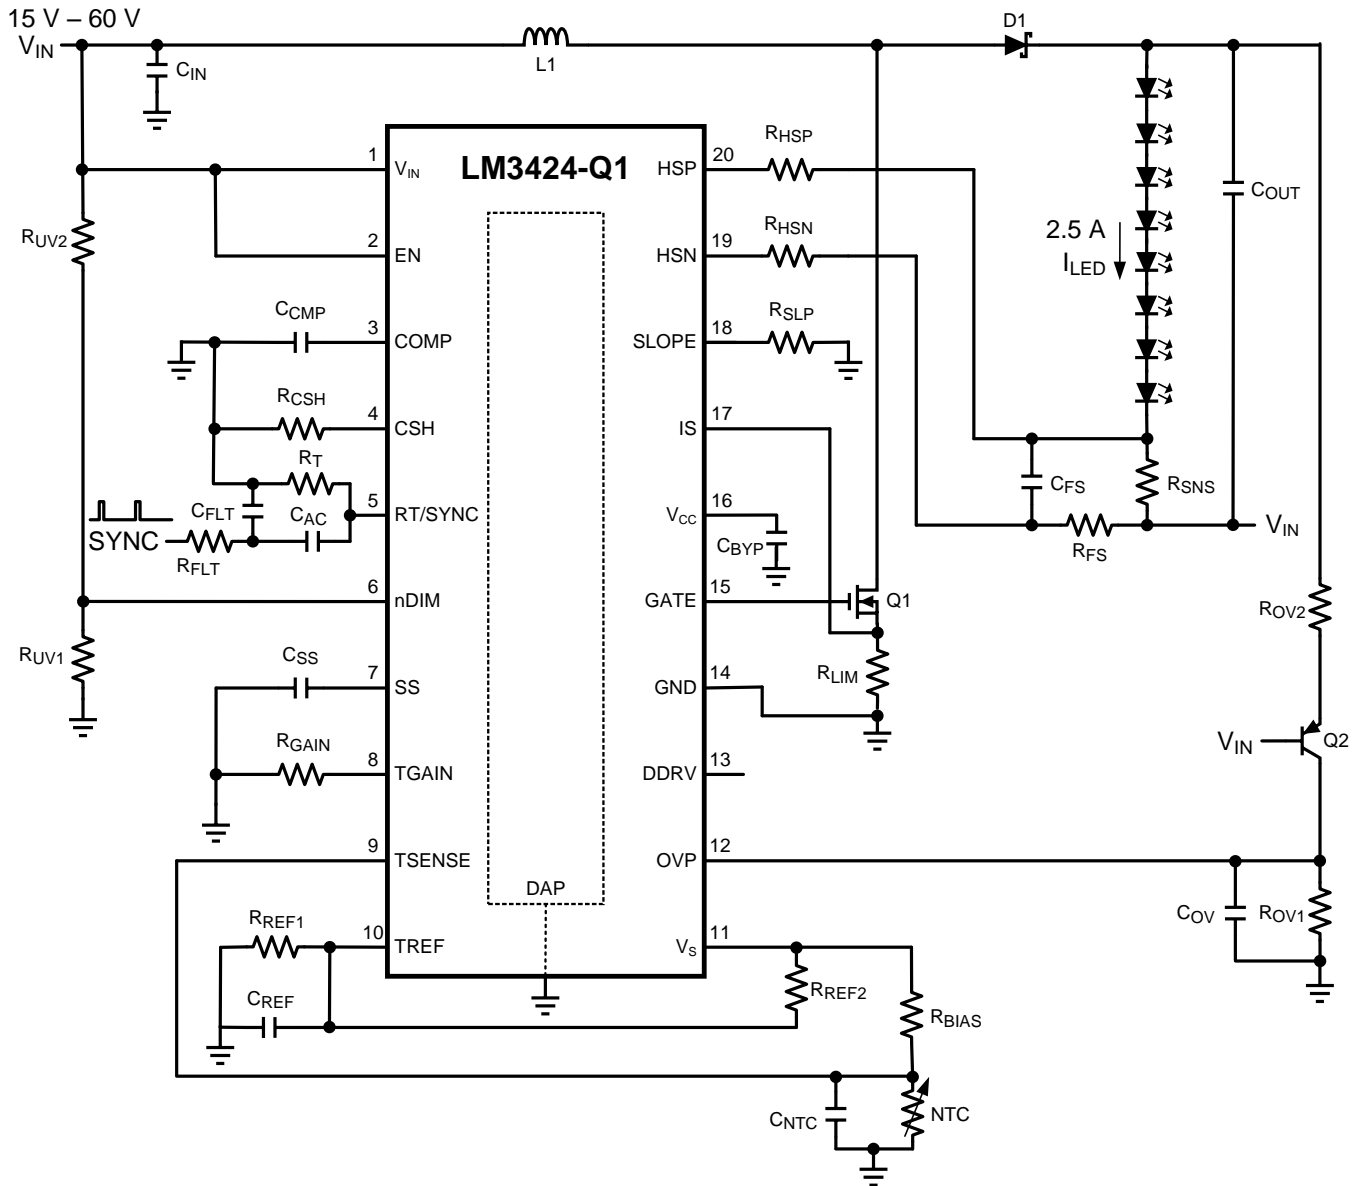 15 V – 60 V
VIN
CIN
L1
D1
LM3424-Q1
1
VIN
20
HSP
RHSP
RUV2
2
EN
19
HSN
RHSN
2.5 A
ILED
COUT
CCMP
3
COMP
18
SLOPE
RSLP
RCSH
4
CSH
17
IS
RT
CFS
RSNS
CFLT
CAC
5
RT/SYNC
16
VCC
CBYP
SYNC
RFLT
RFS
VIN
6
nDIM
15
GATE
Q1
ROV2
RUV1
CSS
7
SS
14
GND
RLIM
RGAIN
8
TGAIN
13
DDRV
VIN
Q2
9
TSENSE
12
OVP
DAP
COV
ROV1
RREF1
10
TREF
11
VS
CREF
RREF2
RBIAS
CNTC
NTC